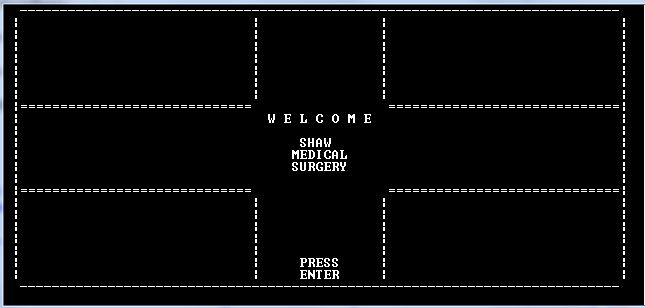 W E L C O M E
SHAW
MEDICAL
SURGERY
PRESS
ENTER